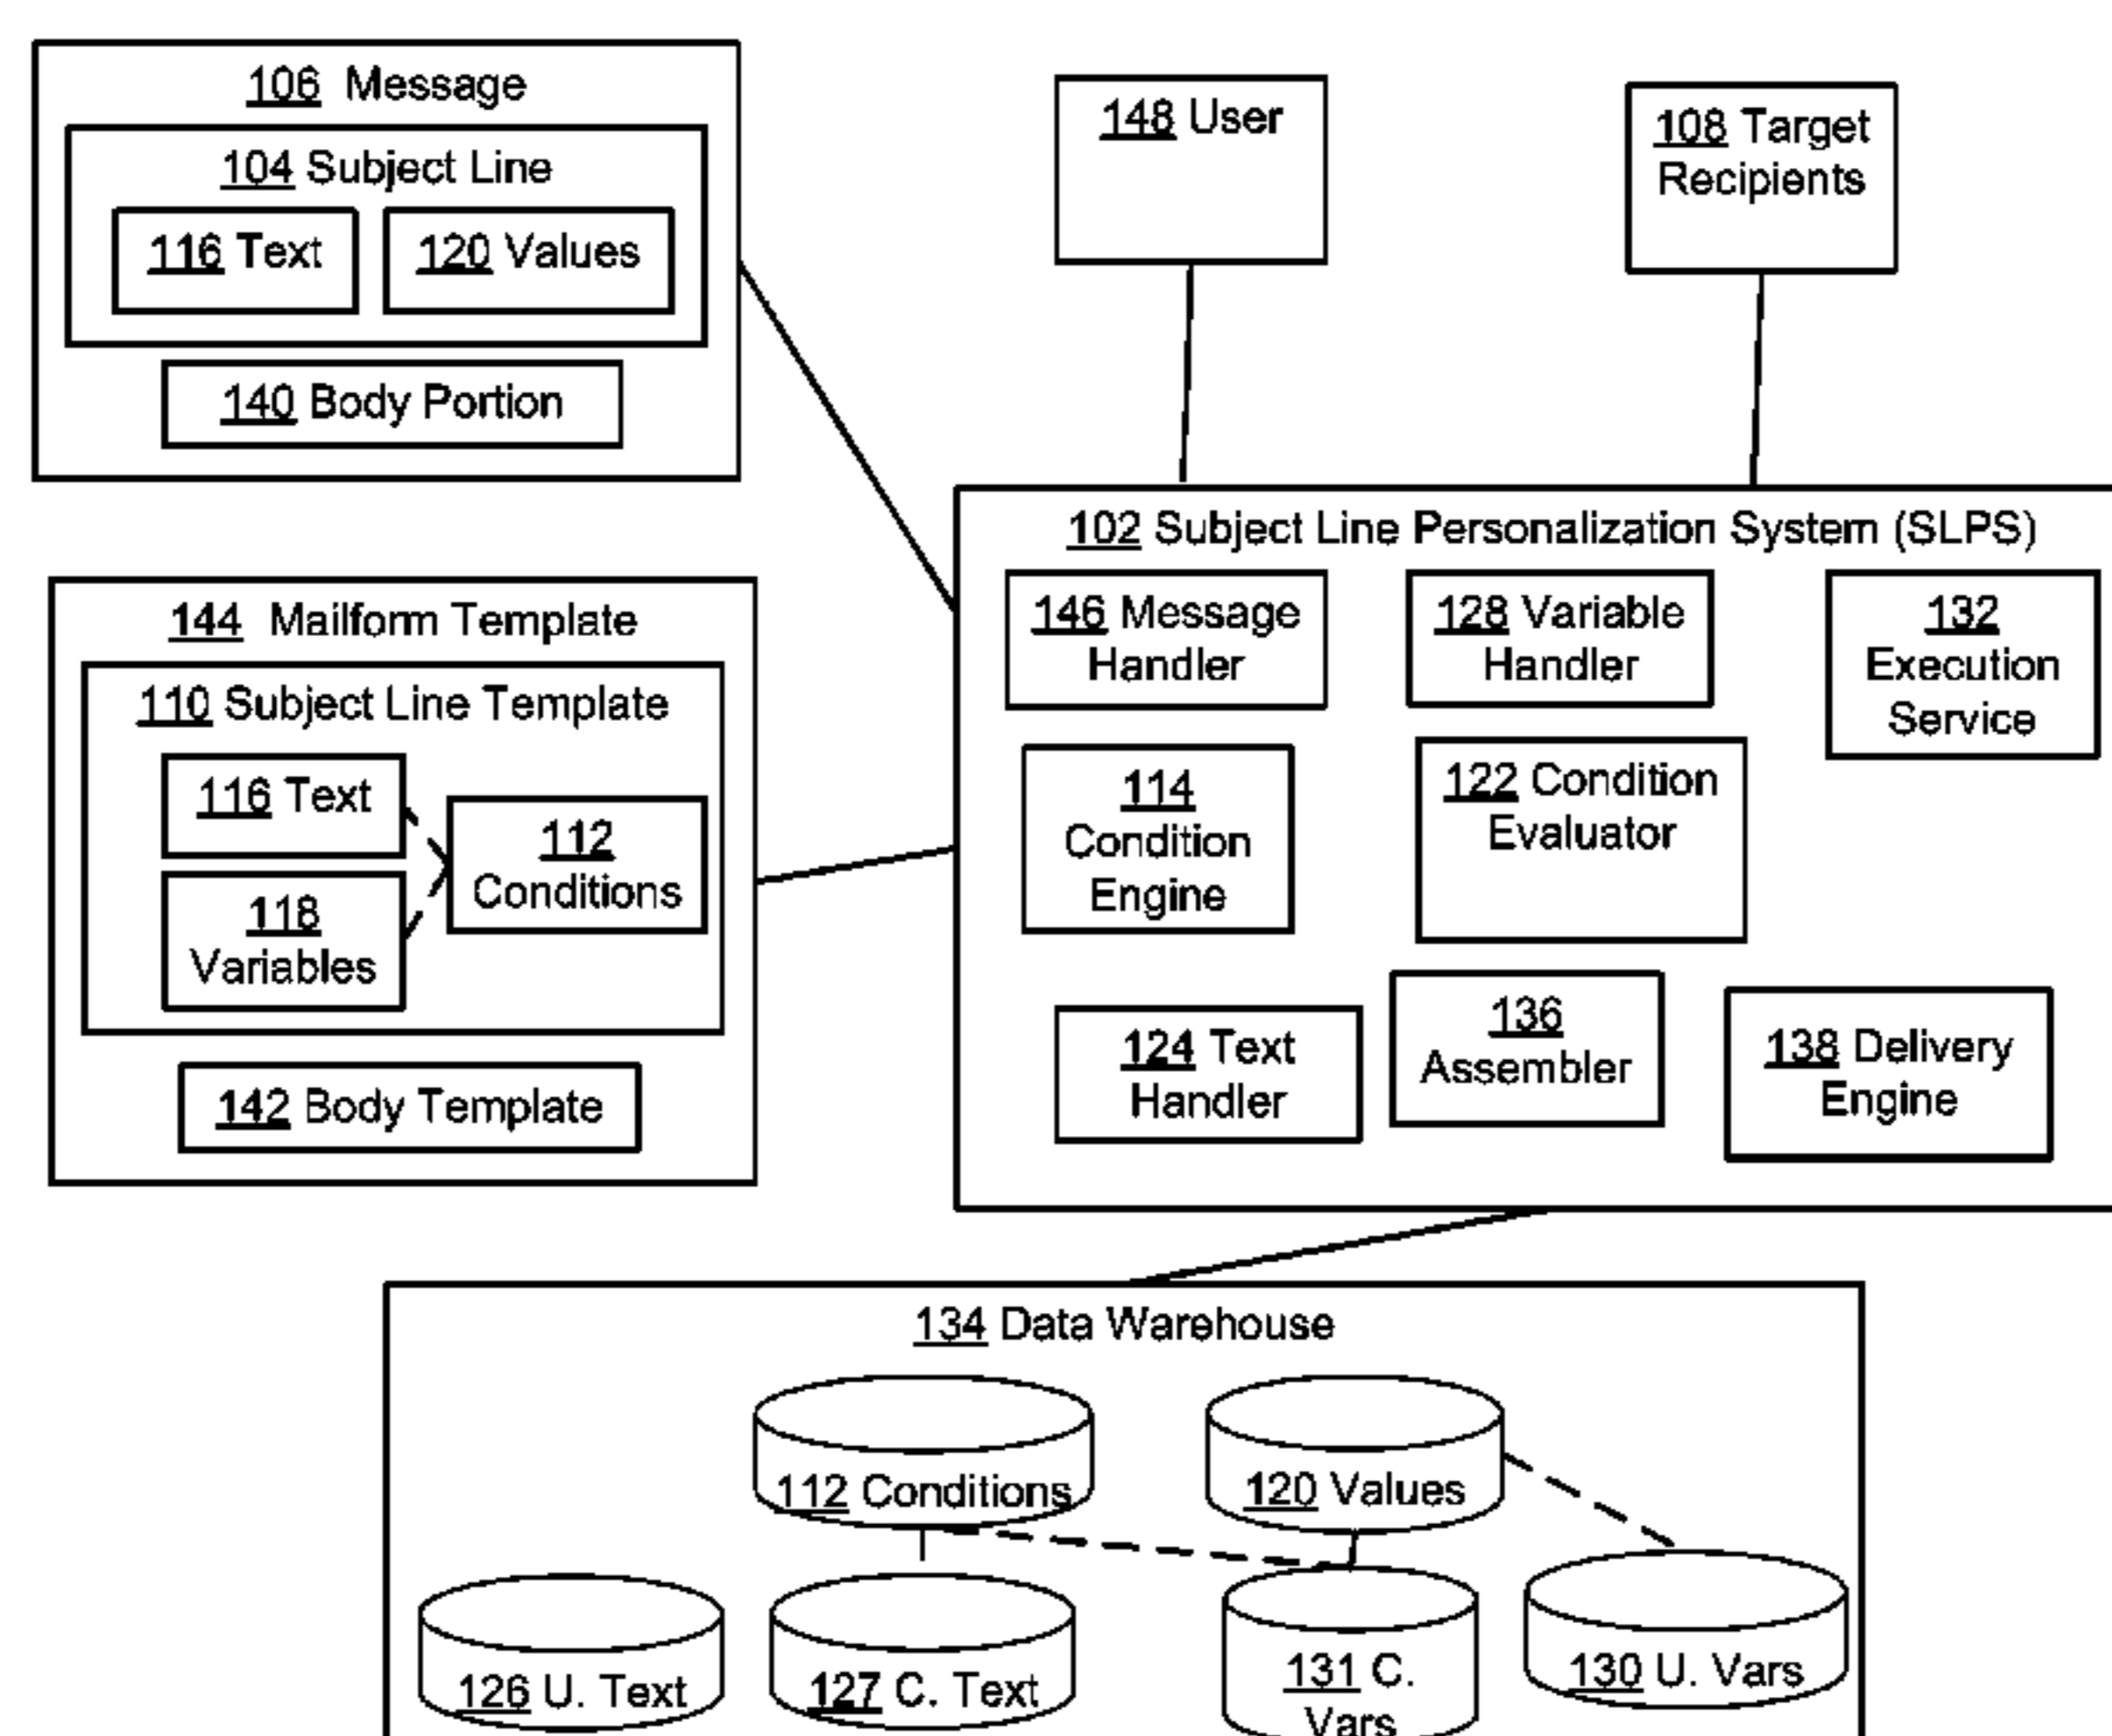 106 Message
104 Subject Line
116 Text
120 Values
140 Body Portion
148 User
108 Target
Recipients
144 Mailform Template
110 Subject Line Template
116 Text
112
Conditions
118
Variables
142 Body Template
102 Subject Line Personalization System (SLPS)
146 Message
Handler
128 Variable
Handler
132
Execution
Service
114
Condition
Engine
122 Condition
Evaluator
124 Text
Handler
136
Assembler
138 Delivery
Engine
134 Data Warehouse
112 Conditions
120 Values
126 U. Text
127 C. Text
131 C.
Vars
130 U. Vars